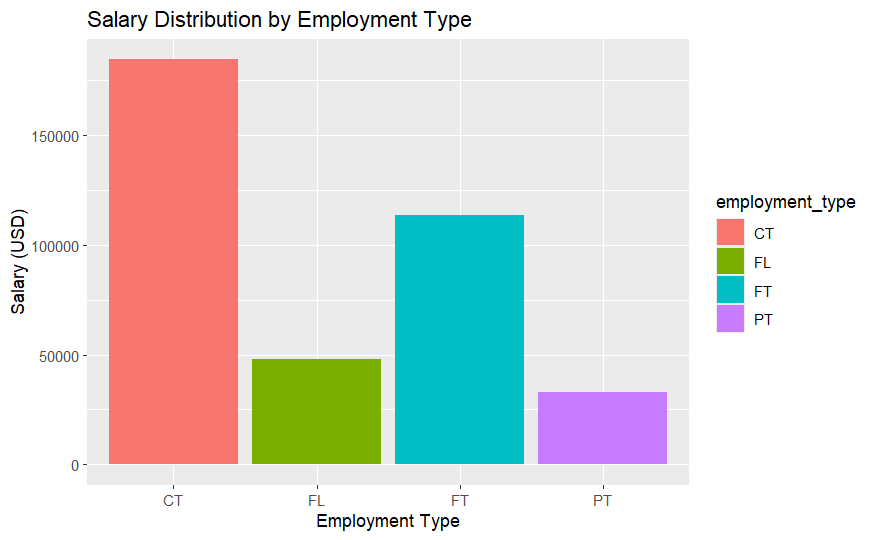 Salary Distribution by Employment Type
Salary (USD)
150000
100000
50000
0
CT FL FT PT
Employment Type
employment_type
CT
FL
FT
PT